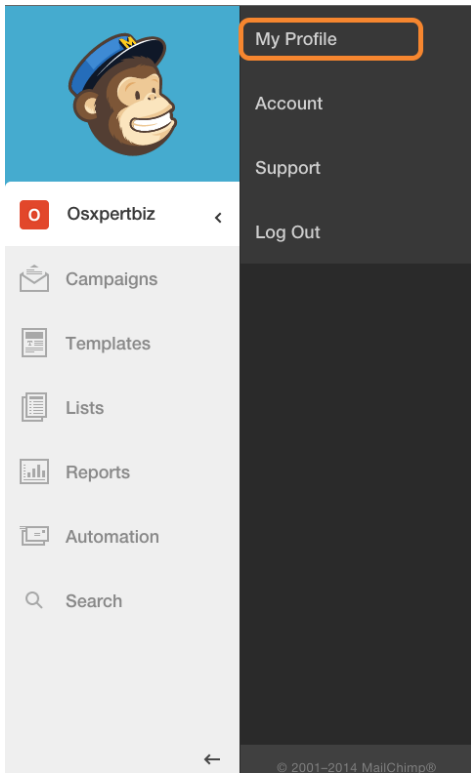 M
My Profile
Account
Support
Log Out
O Osxpertbiz
Campaigns
Templates
Lists
Reports
Automation
Search
© 2001–2014 MailChimp®